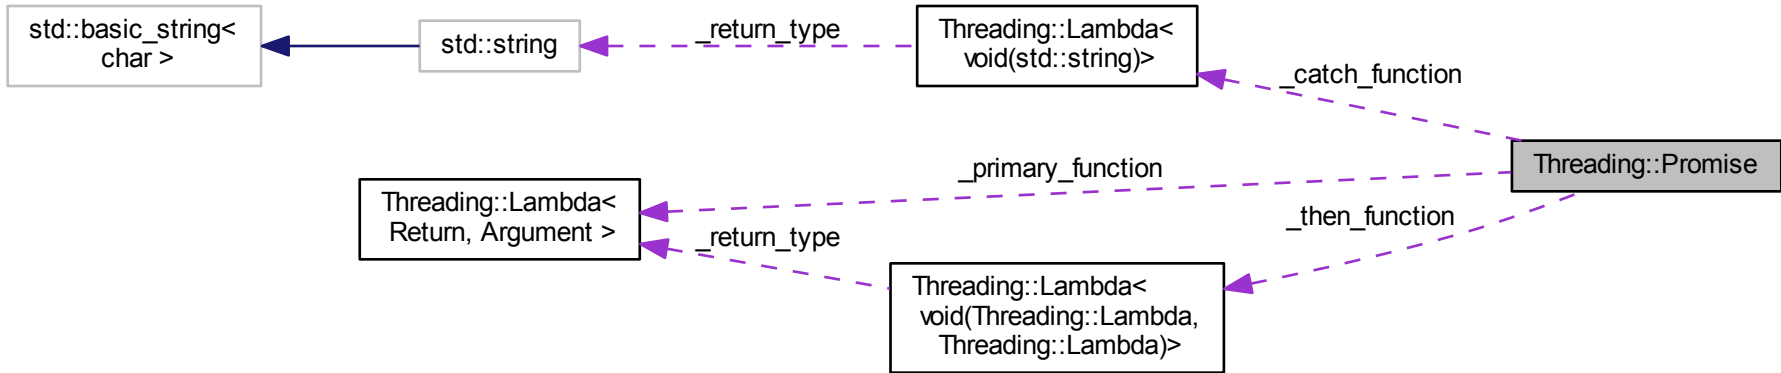 std::basic_string<
char >
std::string
_return_type
Threading::Lambda<
void(std::string)>
_catch_function
Threading::Promise
_primary_function
Threading::Lambda<
Return, Argument >
_return_type
_then_function
Threading::Lambda<
void(Threading::Lambda,
Threading::Lambda)>